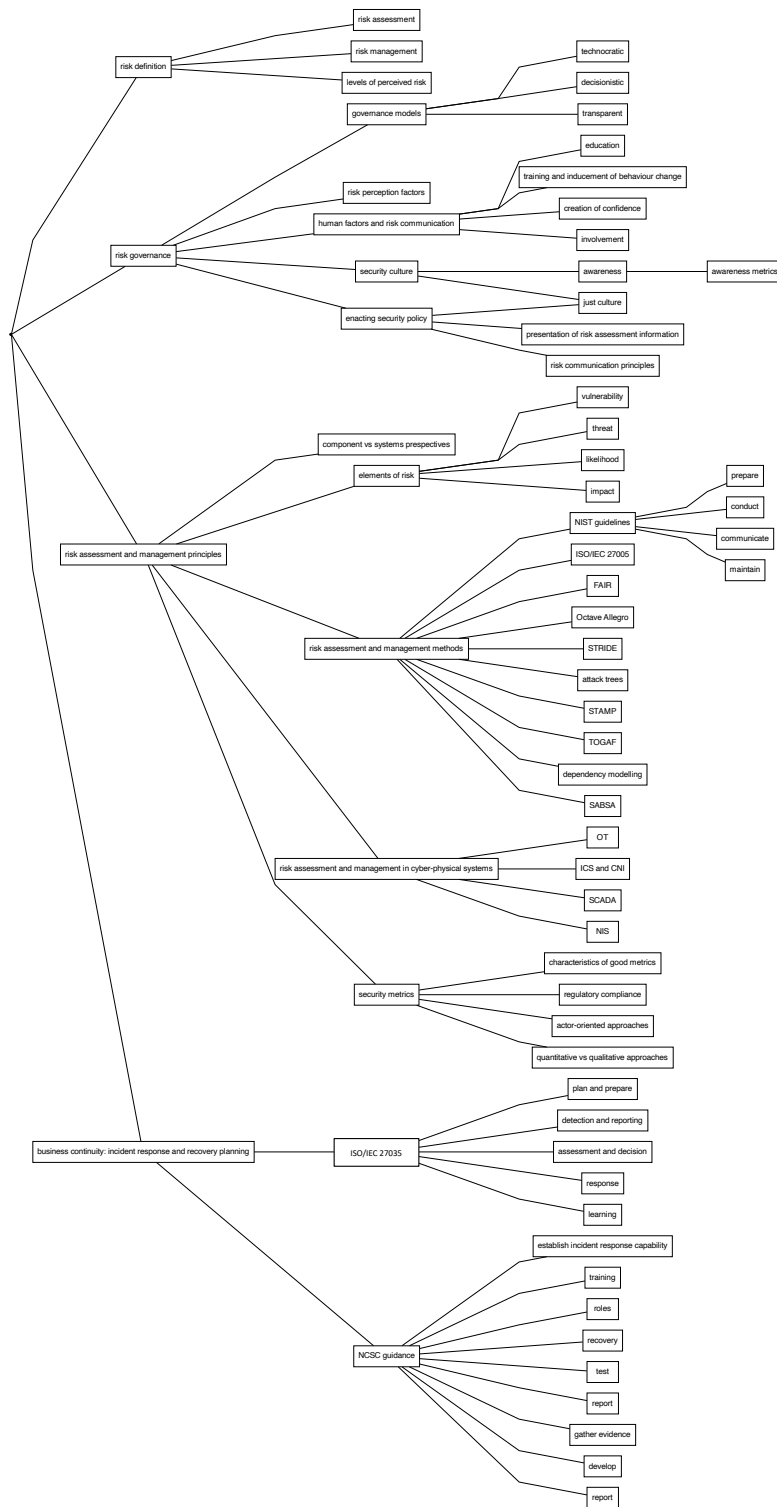 risk assessment
risk management
risk definition
levels of perceived risk
technocratic
decisionistic
governance models
transparent
education
training and inducement of behaviour change
risk perception factors
creation of confidence
human factors and risk communication
involvement
risk governance
security culture
awareness
awareness metrics
just culture
enacting security policy
presentation of risk assessment information
risk communication principles
vulnerability
threat
component vs systems prespectives
likelihood
elements of risk
impact
prepare
NIST guidelines
conduct
communicate
risk assessment and management principles
ISO/IEC 27005
maintain
FAIR
Octave Allegro
risk assessment and management methods
STRIDE
attack trees
STAMP
TOGAF
dependency modelling
SABSA
OT
risk assessment and management in cyber-physical systems
ICS and CNI
SCADA
NIS
characteristics of good metrics
security metrics
regulatory compliance
actor-oriented approaches
quantitative vs qualitative approaches
plan and prepare
detection and reporting
business continuity: incident response and recovery planning
ISO/IEC 27035
assessment and decision
response
learning
establish incident response capability
training
roles
recovery
NCSC guidance
test
report
gather evidence
develop
report